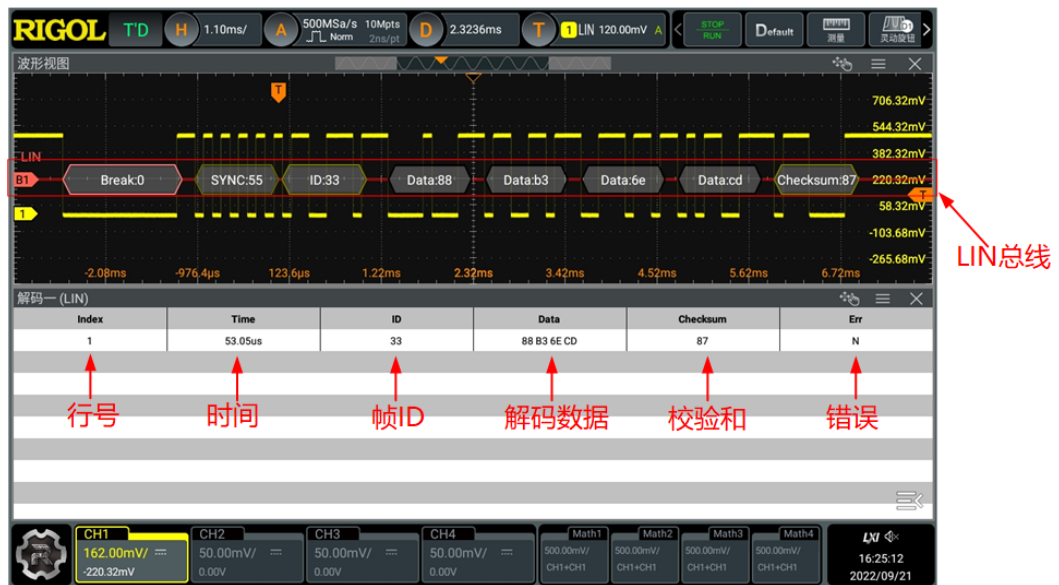 RIGOL T'D H 1.10ms/ A 500MSa/s 10Mpts Norm 2ns/pt D 2.3236ms T 1 LIN 120.00mV A < STOP RUN Default 测量 灵动旋钮 >
波形视图
T
706.32mV
544.32mV
LIN 382.32mV
B1 Break:0 SYNC:55 ID:33 Data:88 Data:b3 Data:6e Data:cd Checksum:87 220.32mV
T
1 58.32mV
-103.68mV
LIN总线
-265.68mV
-2.08ms -976.4μs 123.6μs 1.22ms 2.32ms 3.42ms 4.52ms 5.62ms 6.72ms
解码一 (LIN)
Index Time ID Data Checksum Err
1 53.05us 33 88 B3 6E CD 87 N
行号 时间 帧ID 解码数据 校验和 错误
CH1 CH2 CH3 CH4 Math1 Math2 Math3 Math4 LXI
162.00mV/ 50.00mV/ 50.00mV/ 50.00mV/ 500.00mV/ 500.00mV/ 500.00mV/ 500.00mV/
16:25:12
-220.32mV 0.00V 0.00V 0.00V CH1+CH1 CH1+CH1 CH1+CH1 CH1+CH1
2022/09/21